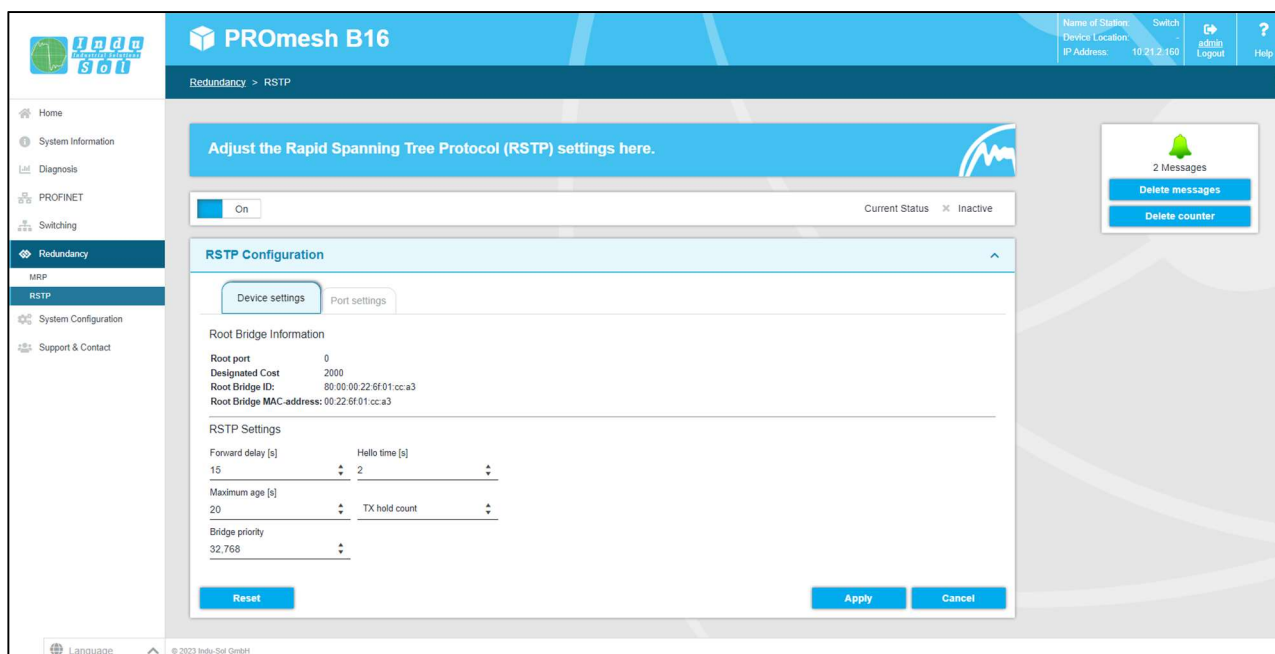 Indu
Industrial Solutions
Sol
PROmesh B16
Name of Station: Switch
Device Location: -
IP Address: 10.21.2.160
admin
Logout
?
Help
Redundancy > RSTP
Home
System Information
Diagnosis
PROFINET
Switching
Redundancy
MRP
RSTP
System Configuration
Support & Contact
Adjust the Rapid Spanning Tree Protocol (RSTP) settings here.
2 Messages
Delete messages
Delete counter
On
Current Status × Inactive
RSTP Configuration
Device settings Port settings
Root Bridge Information
Root port 0
Designated Cost 2000
Root Bridge ID: 80:00:00:22:6f:01:cc:a3
Root Bridge MAC-address: 00:22:6f:01:cc:a3
RSTP Settings
Forward delay [s] Hello time [s]
15 2
Maximum age [s]
20 TX hold count
Bridge priority
32,768
Reset Apply Cancel
Language
© 2023 Indu-Sol GmbH